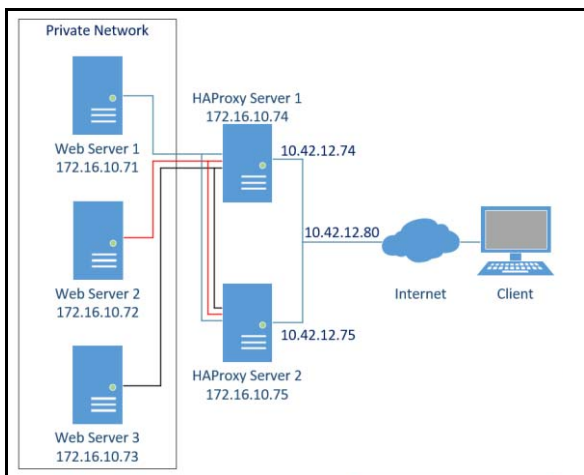 Private Network
Web Server 1
172.16.10.71
Web Server 2
172.16.10.72
Web Server 3
172.16.10.73
HAProxy Server 1
172.16.10.74
10.42.12.74
10.42.12.80
10.42.12.75
HAProxy Server 2
172.16.10.75
Internet
Client